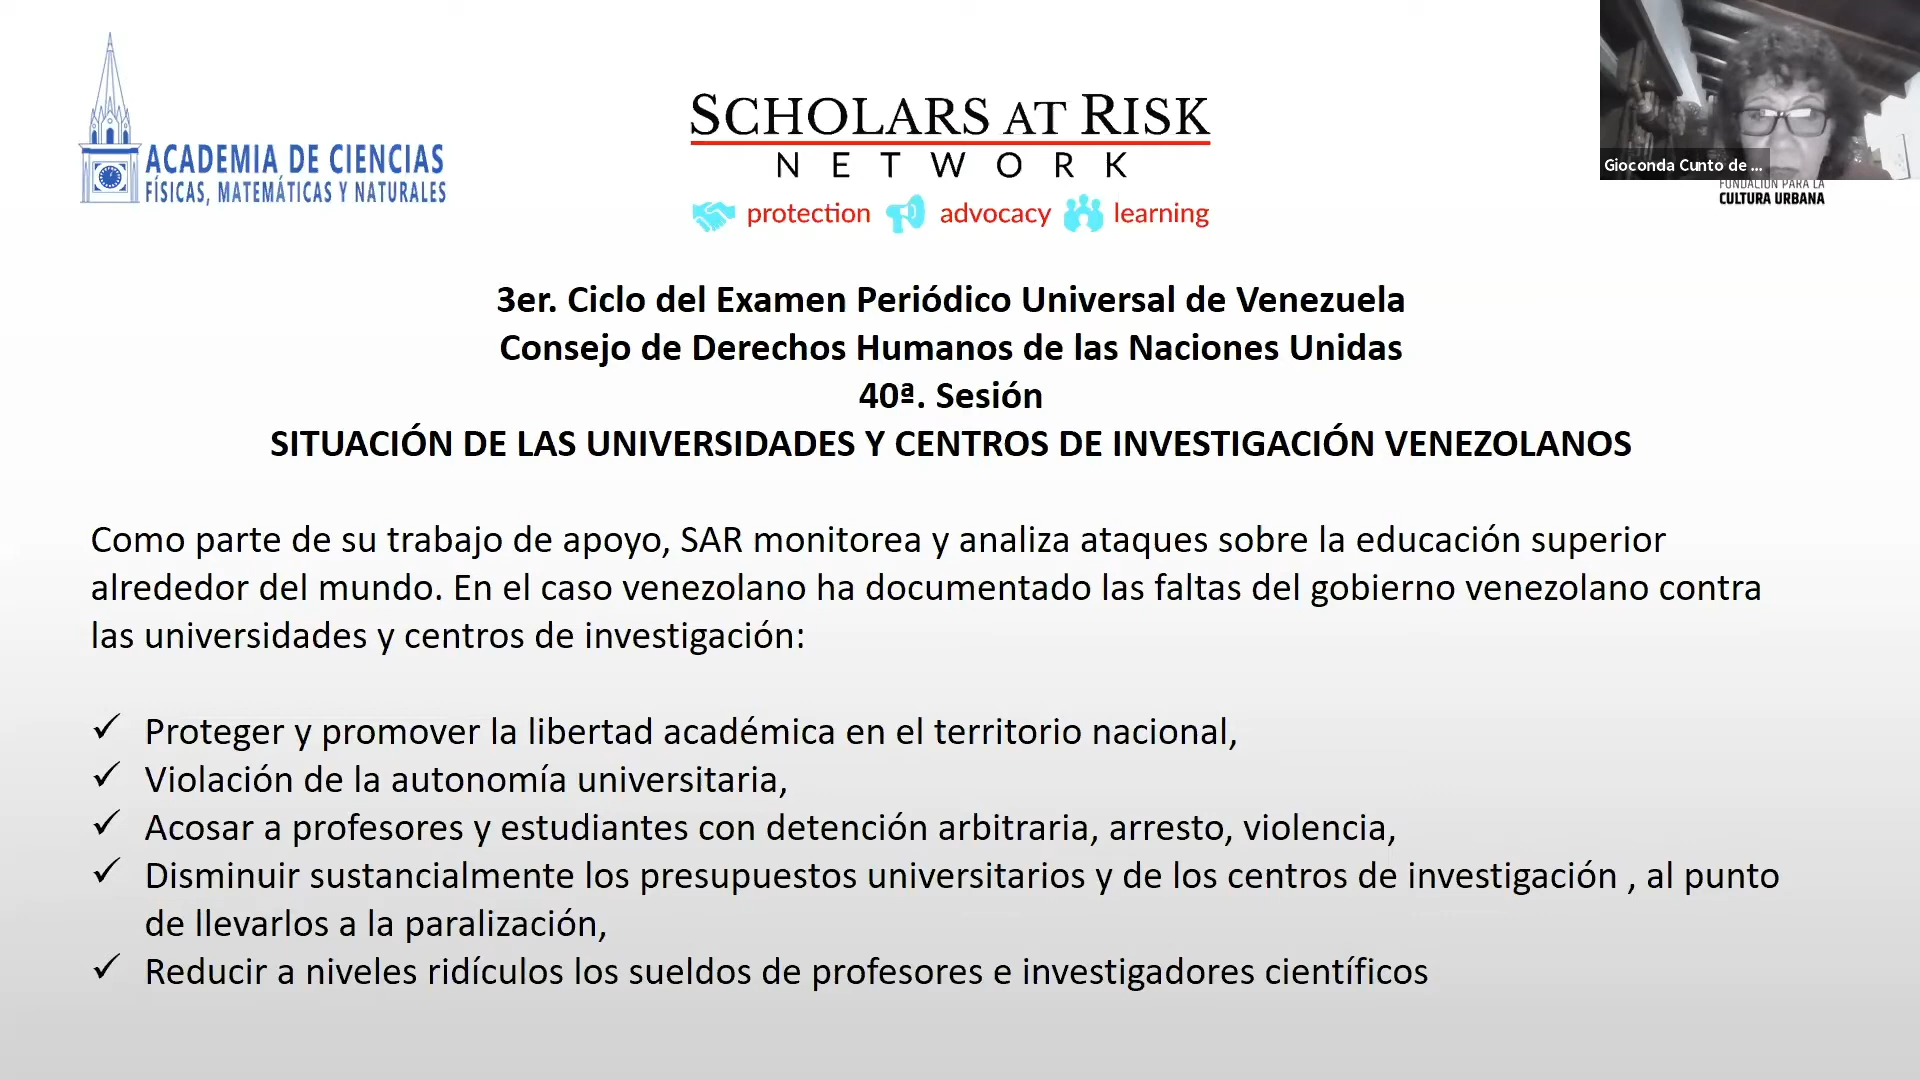 ACADEMIA DE CIENCIAS
FÍSICAS, MATEMÁTICAS Y NATURALES
SCHOLARS AT RISK
NETWORK
protection advocacy learning
Gioconda Cunto de ...
FUNDACIÓN PARA LA
CULTURA URBANA
3er. Ciclo del Examen Periódico Universal de Venezuela
Consejo de Derechos Humanos de las Naciones Unidas
40ª. Sesión
SITUACIÓN DE LAS UNIVERSIDADES Y CENTROS DE INVESTIGACIÓN VENEZOLANOS
Como parte de su trabajo de apoyo, SAR monitorea y analiza ataques sobre la educación superior
alrededor del mundo. En el caso venezolano ha documentado las faltas del gobierno venezolano contra
las universidades y centros de investigación:
✓ Proteger y promover la libertad académica en el territorio nacional,
✓ Violación de la autonomía universitaria,
✓ Acosar a profesores y estudiantes con detención arbitraria, arresto, violencia,
✓ Disminuir sustancialmente los presupuestos universitarios y de los centros de investigación , al punto
de llevarlos a la paralización,
✓ Reducir a niveles ridículos los sueldos de profesores e investigadores científicos